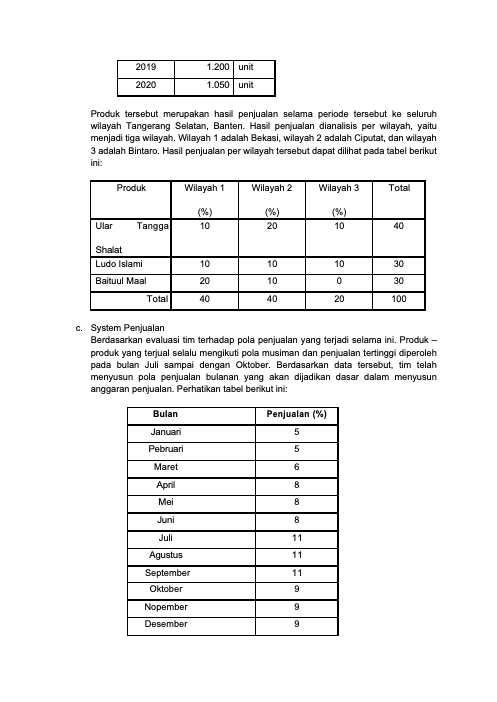 2019 1.200 unit
2020 1.050 unit
Produk tersebut merupakan hasil penjualan selama periode tersebut ke seluruh
wilayah Tangerang Selatan, Banten. Hasil penjualan dianalisis per wilayah, yaitu
menjadi tiga wilayah. Wilayah 1 adalah Bekasi, wilayah 2 adalah Ciputat, dan wilayah
3 adalah Bintaro. Hasil penjualan per wilayah tersebut dapat dilihat pada tabel berikut
ini:
Produk Wilayah 1 Wilayah 2 Wilayah 3 Total
(%) (%) (%)
Ular Tangga 10 20 10 40
Shalat
Ludo Islami 10 10 10 30
Baituul Maal 20 10 0 30
Total 40 40 20 100
c. System Penjualan
Berdasarkan evaluasi tim terhadap pola penjualan yang terjadi selama ini. Produk –
produk yang terjual selalu mengikuti pola musiman dan penjualan tertinggi diperoleh
pada bulan Juli sampai dengan Oktober. Berdasarkan data tersebut, tim telah
menyusun pola penjualan bulanan yang akan dijadikan dasar dalam menyusun
anggaran penjualan. Perhatikan tabel berikut ini:
Bulan Penjualan (%)
Januari 5
Pebruari 5
Maret 6
April 8
Mei 8
Juni 8
Juli 11
Agustus 11
September 11
Oktober 9
Nopember 9
Desember 9